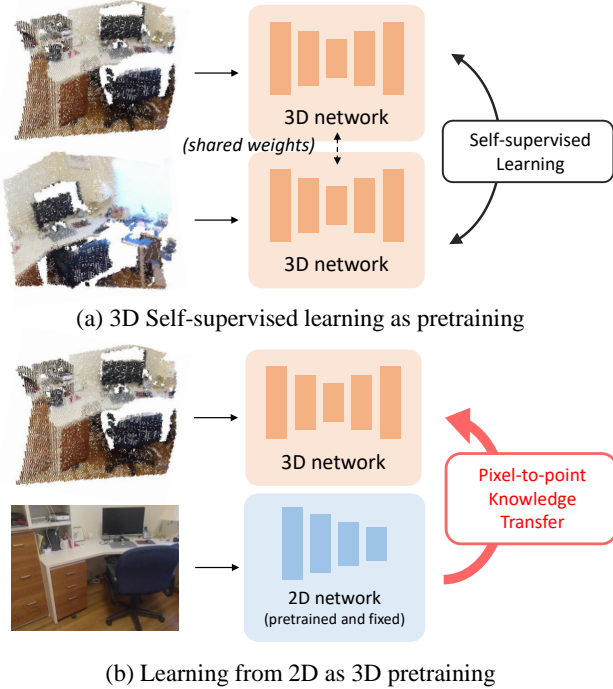 3D network
(shared weights)
Self-supervised
Learning
3D network
(a) 3D Self-supervised learning as pretraining
3D network
Pixel-to-point
Knowledge
Transfer
2D network
(pretrained and fixed)
(b) Learning from 2D as 3D pretraining